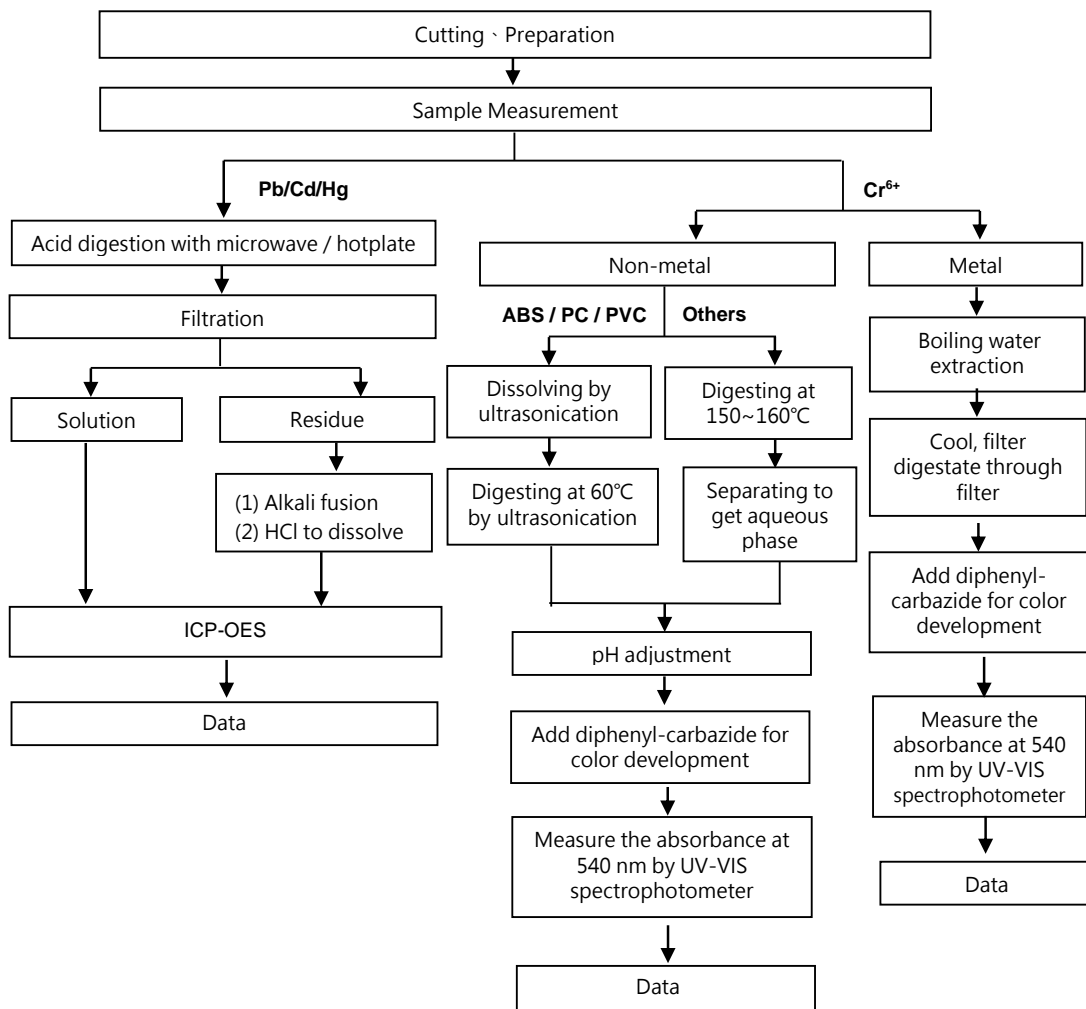 Cutting、Preparation
Sample Measurement
Pb/Cd/Hg
Acid digestion with microwave / hotplate
Filtration
Solution
Residue
(1) Alkali fusion
(2) HCl to dissolve
ICP-OES
Data
Cr⁶⁺
Non-metal
ABS / PC / PVC
Others
Dissolving by
ultrasonication
Digesting at 60℃
by ultrasonication
Digesting at
150~160℃
Separating to
get aqueous
phase
pH adjustment
Add diphenyl-carbazide for
color development
Measure the absorbance at
540 nm by UV-VIS
spectrophotometer
Data
Metal
Boiling water
extraction
Cool, filter
digestate through
filter
Add diphenyl-
carbazide for color
development
Measure the
absorbance at 540
nm by UV-VIS
spectrophotometer
Data